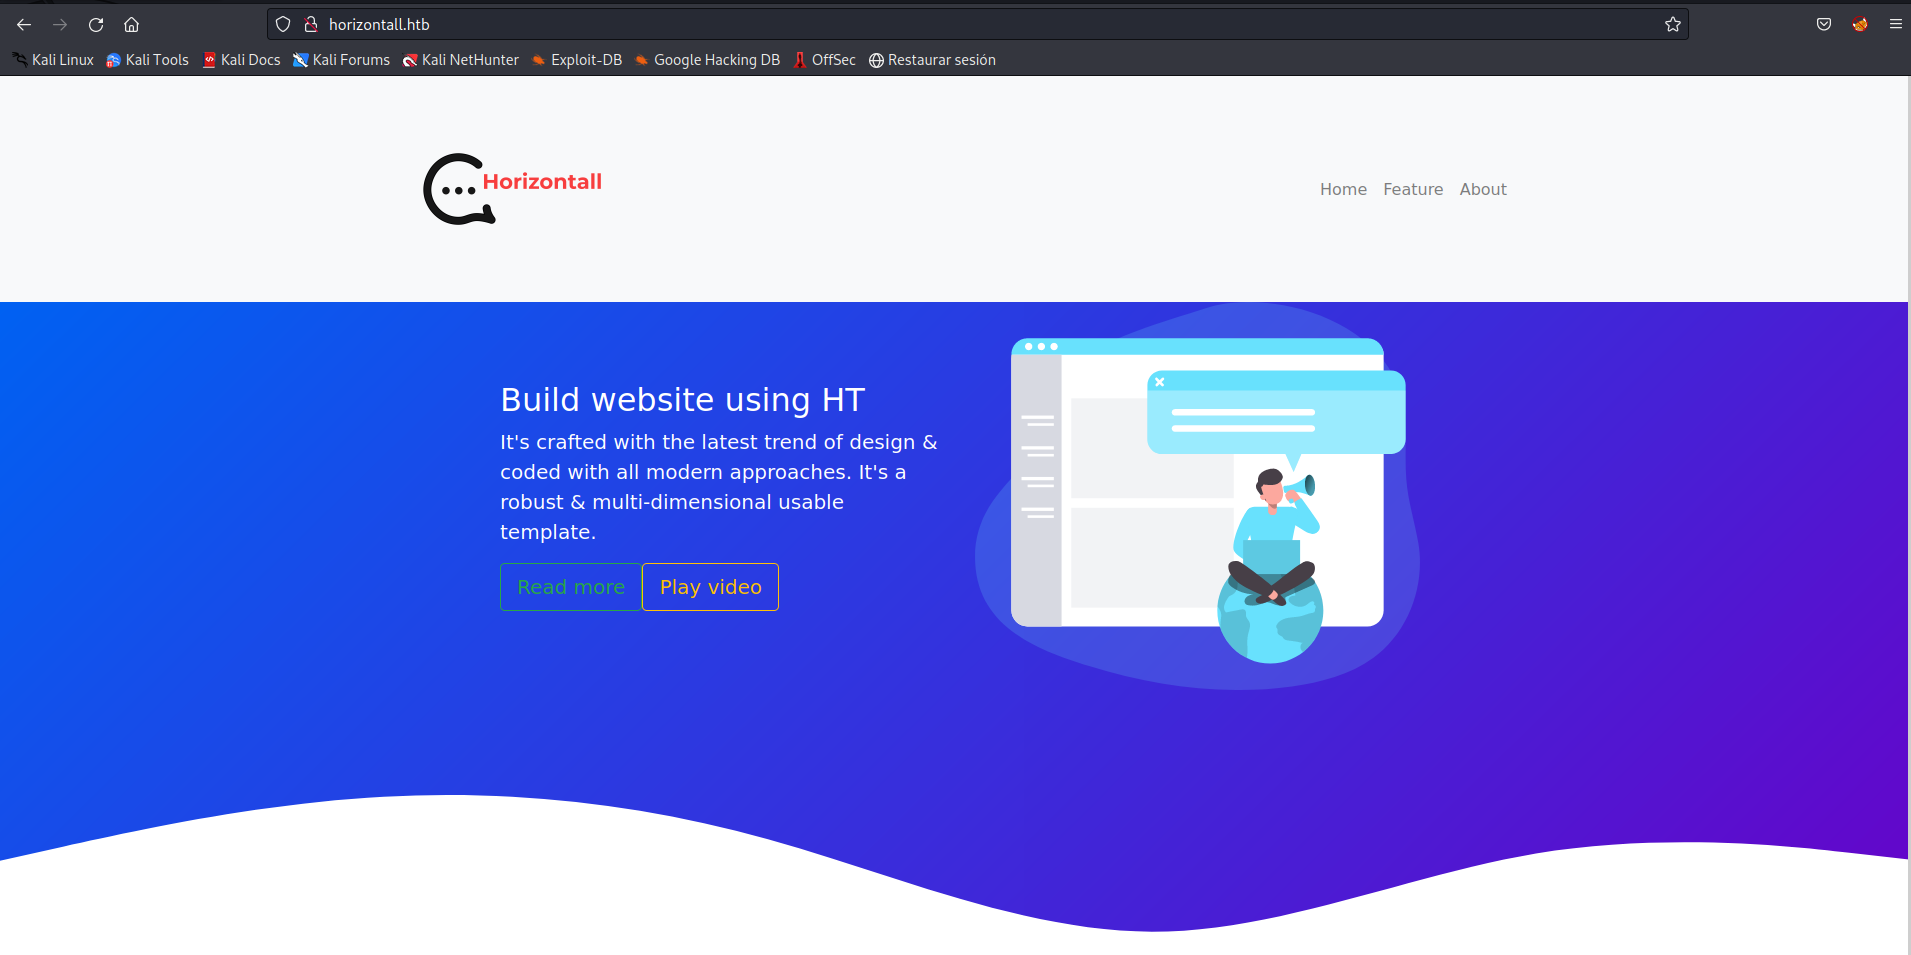 horizontall.htb
Kali Linux Kali Tools Kali Docs Kali Forums Kali NetHunter Exploit-DB Google Hacking DB OffSec Restaurar sesión
Horizontall
Home Feature About
Build website using HT
It's crafted with the latest trend of design &
coded with all modern approaches. It's a
robust & multi-dimensional usable
template.
Read more Play video